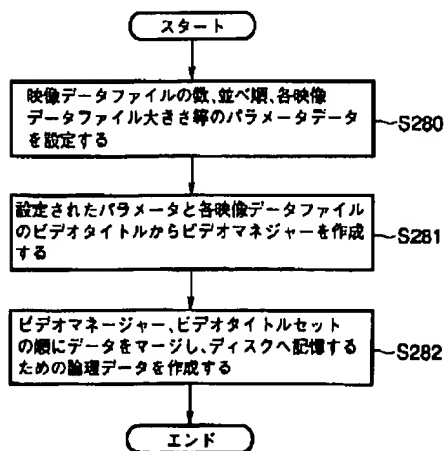 スタート
映像データファイルの数、並べ順、各映像
データファイル大きさ等のパラメータデータ
を設定する
S280
設定されたパラメータと各映像データファイル
のビデオタイトルからビデオマネジャーを作成
する
S281
ビデオマネージャー、ビデオタイトルセット
の順にデータをマージし、ディスクへ記憶する
ための論理データを作成する
S282
エンド